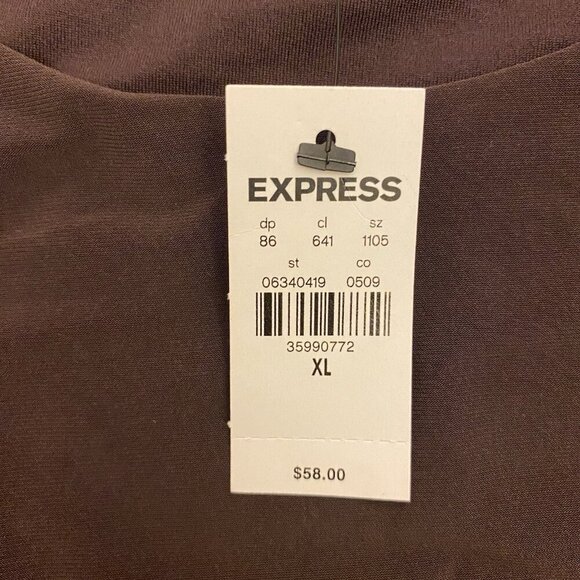 EXPRESS
dp cl sz
86 641 1105
st co
06340419 0509
35990772
XL
$58.00